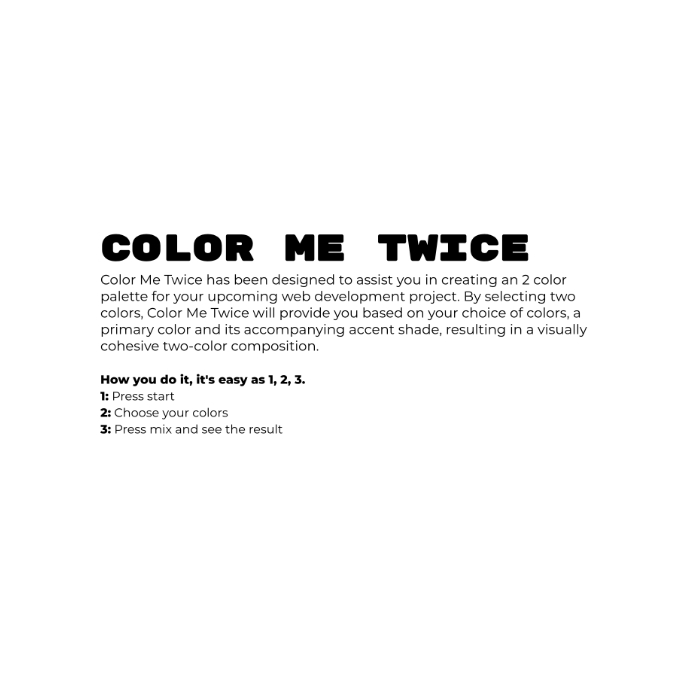 COLOR ME TWICE
Color Me Twice has been designed to assist you in creating an 2 color
palette for your upcoming web development project. By selecting two
colors, Color Me Twice will provide you based on your choice of colors, a
primary color and its accompanying accent shade, resulting in a visually
cohesive two-color composition.
How you do it, it's easy as 1, 2, 3.
1: Press start
2: Choose your colors
3: Press mix and see the result